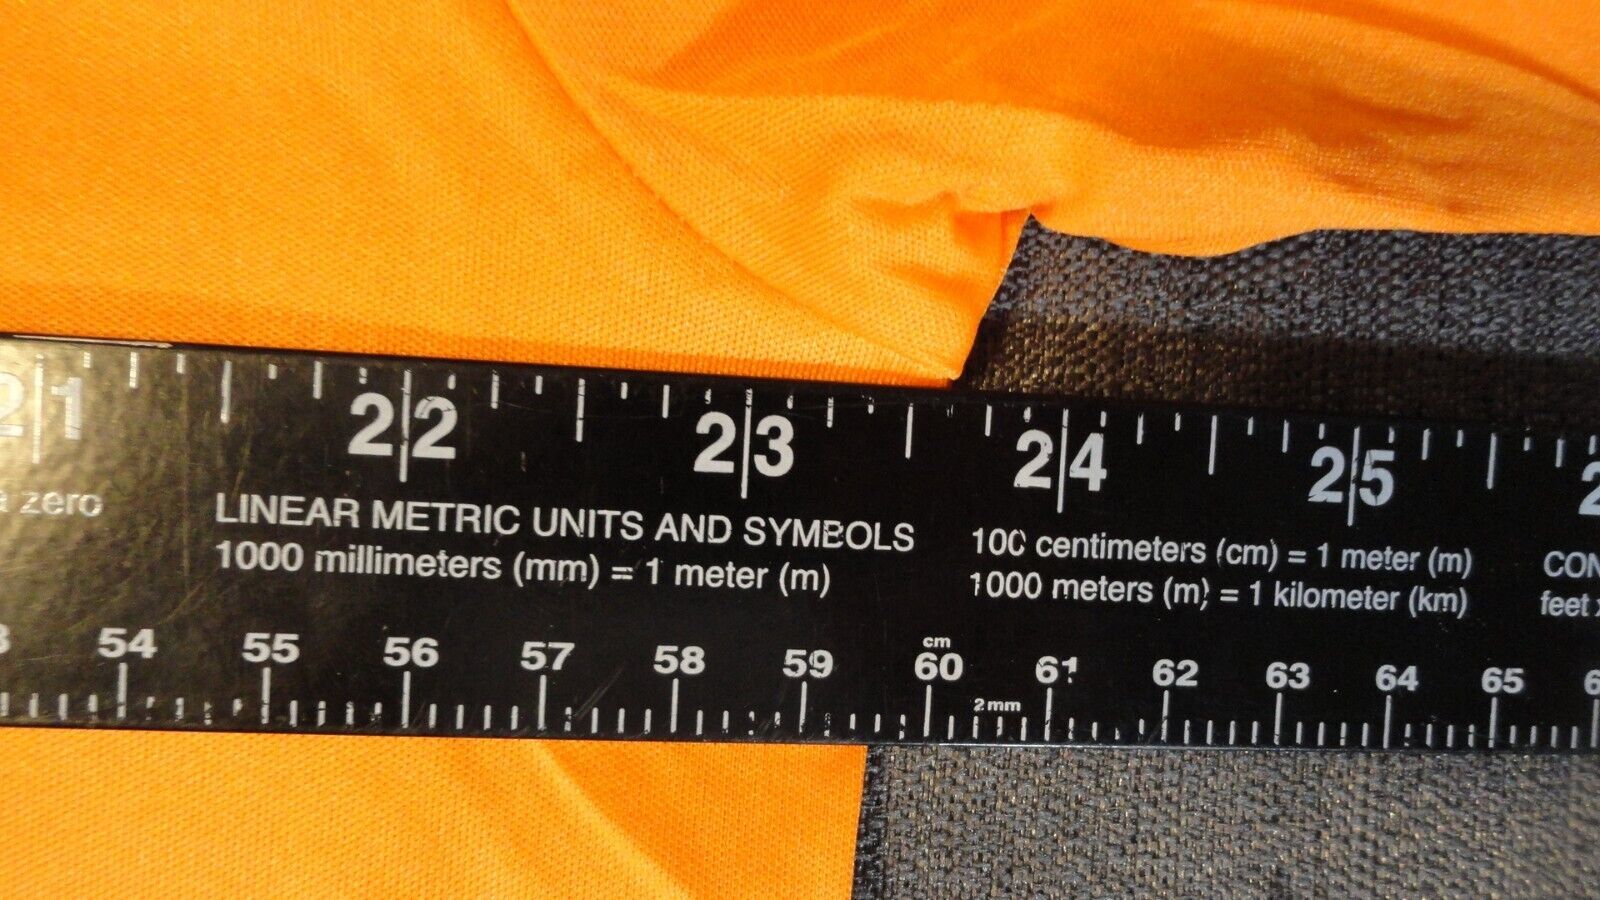 21 22 23 24 25
a zero
LINEAR METRIC UNITS AND SYMBOLS
1000 millimeters (mm) = 1 meter (m)
100 centimeters (cm) = 1 meter (m)
1000 meters (m) = 1 kilometer (km)
CON
feet x
cm
54 55 56 57 58 59 60 61 62 63 64 65
2mm